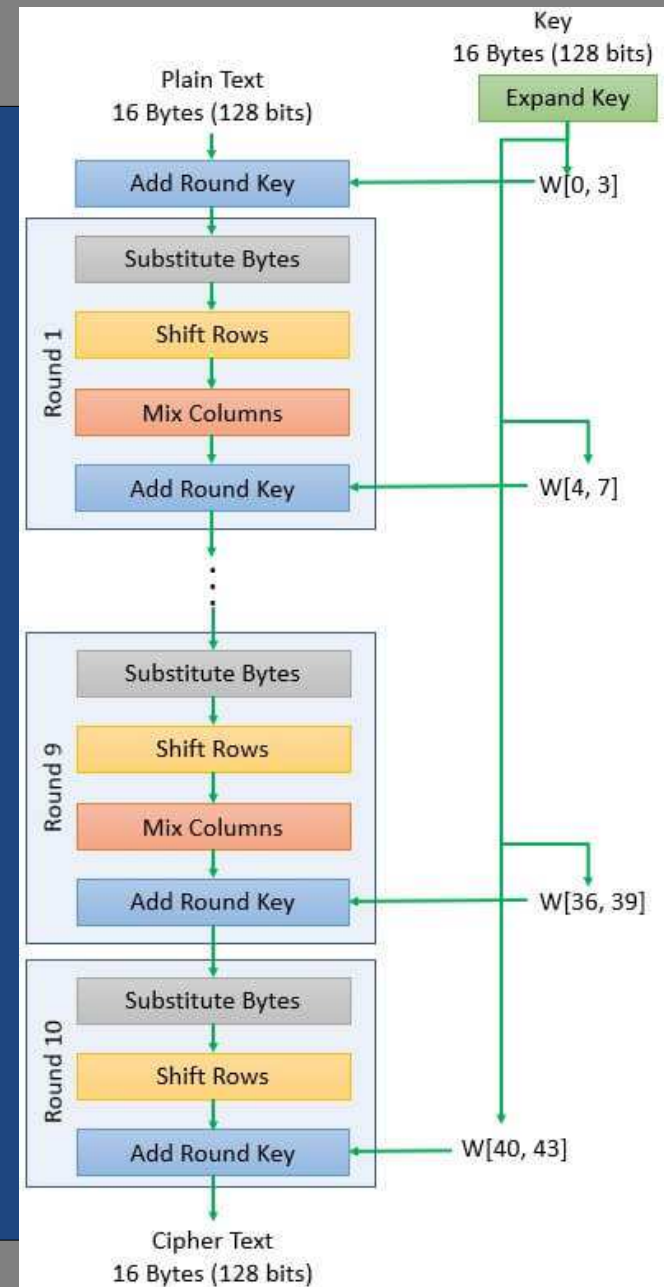 Key
16 Bytes (128 bits)
Expand Key
Plain Text
16 Bytes (128 bits)
Add Round Key
W[0, 3]
Round 1
Substitute Bytes
Shift Rows
Mix Columns
Add Round Key
W[4, 7]
Round 9
Substitute Bytes
Shift Rows
Mix Columns
Add Round Key
W[36, 39]
Round 10
Substitute Bytes
Shift Rows
Add Round Key
W[40, 43]
Cipher Text
16 Bytes (128 bits)